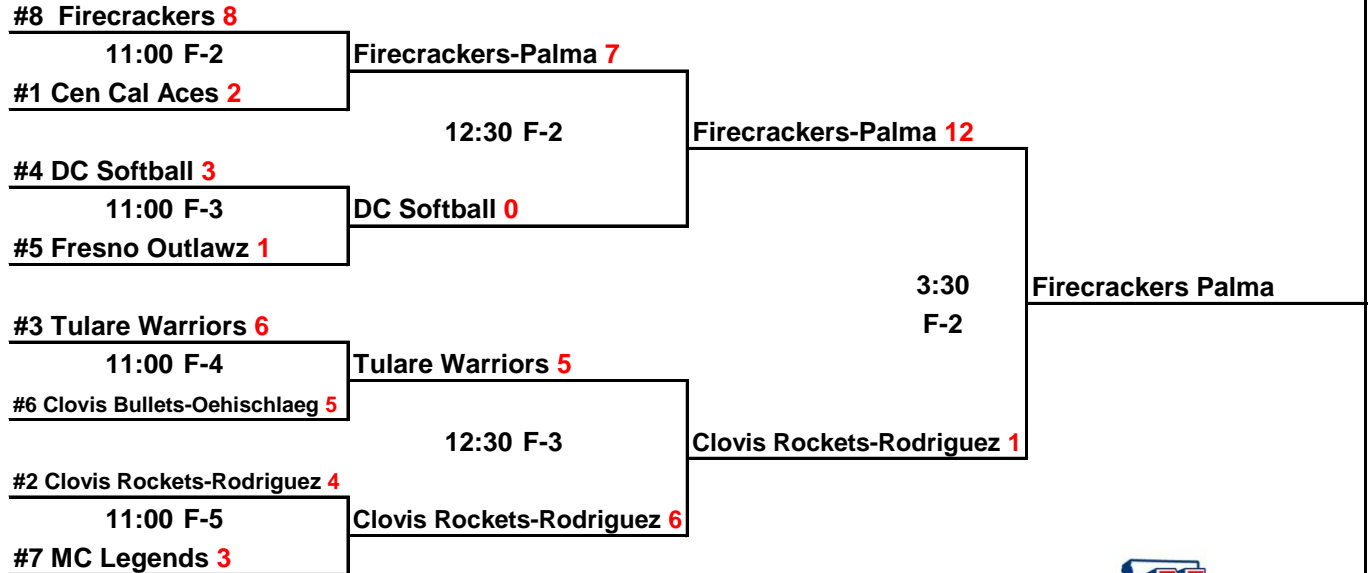 #8 Firecrackers 8
11:00 F-2
#1 Cen Cal Aces 2
Firecrackers-Palma 7
12:30 F-2
Firecrackers-Palma 12
#4 DC Softball 3
11:00 F-3
#5 Fresno Outlawz 1
DC Softball 0
3:30
F-2
Firecrackers Palma
#3 Tulare Warriors 6
11:00 F-4
#6 Clovis Bullets-Oehischlaeg 5
Tulare Warriors 5
12:30 F-3
Clovis Rockets-Rodriguez 1
#2 Clovis Rockets-Rodriguez 4
11:00 F-5
#7 MC Legends 3
Clovis Rockets-Rodriguez 6